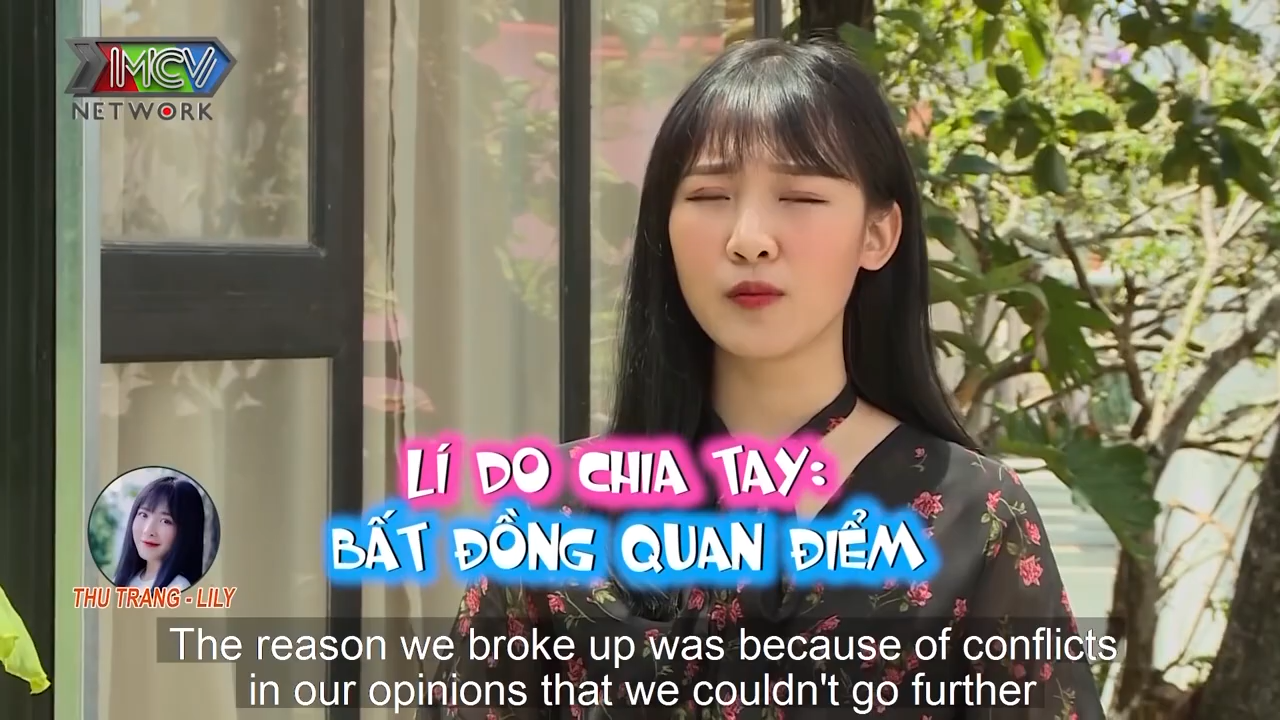 MCV
NETWORK
LÍ DO CHIA TAY:
BẤT ĐỒNG QUAN ĐIỂM
THU TRANG - LILY
The reason we broke up was because of conflicts
in our opinions that we couldn't go further